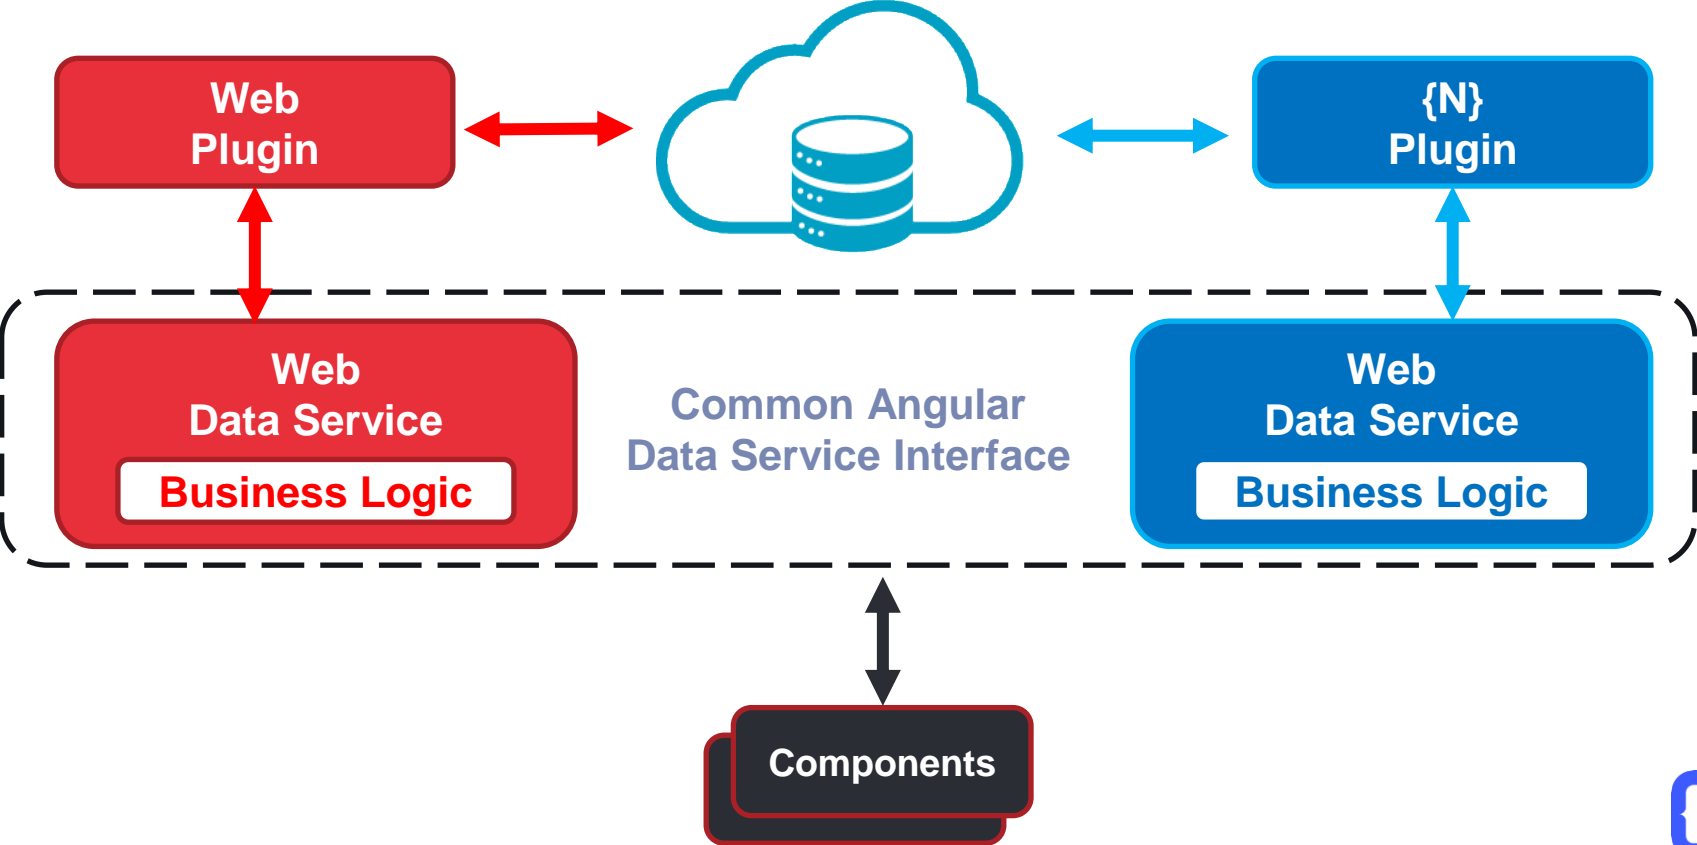 Web
Plugin
{N}
Plugin
Web
Data Service
Business Logic
Common Angular
Data Service Interface
Web
Data Service
Business Logic
Components
{